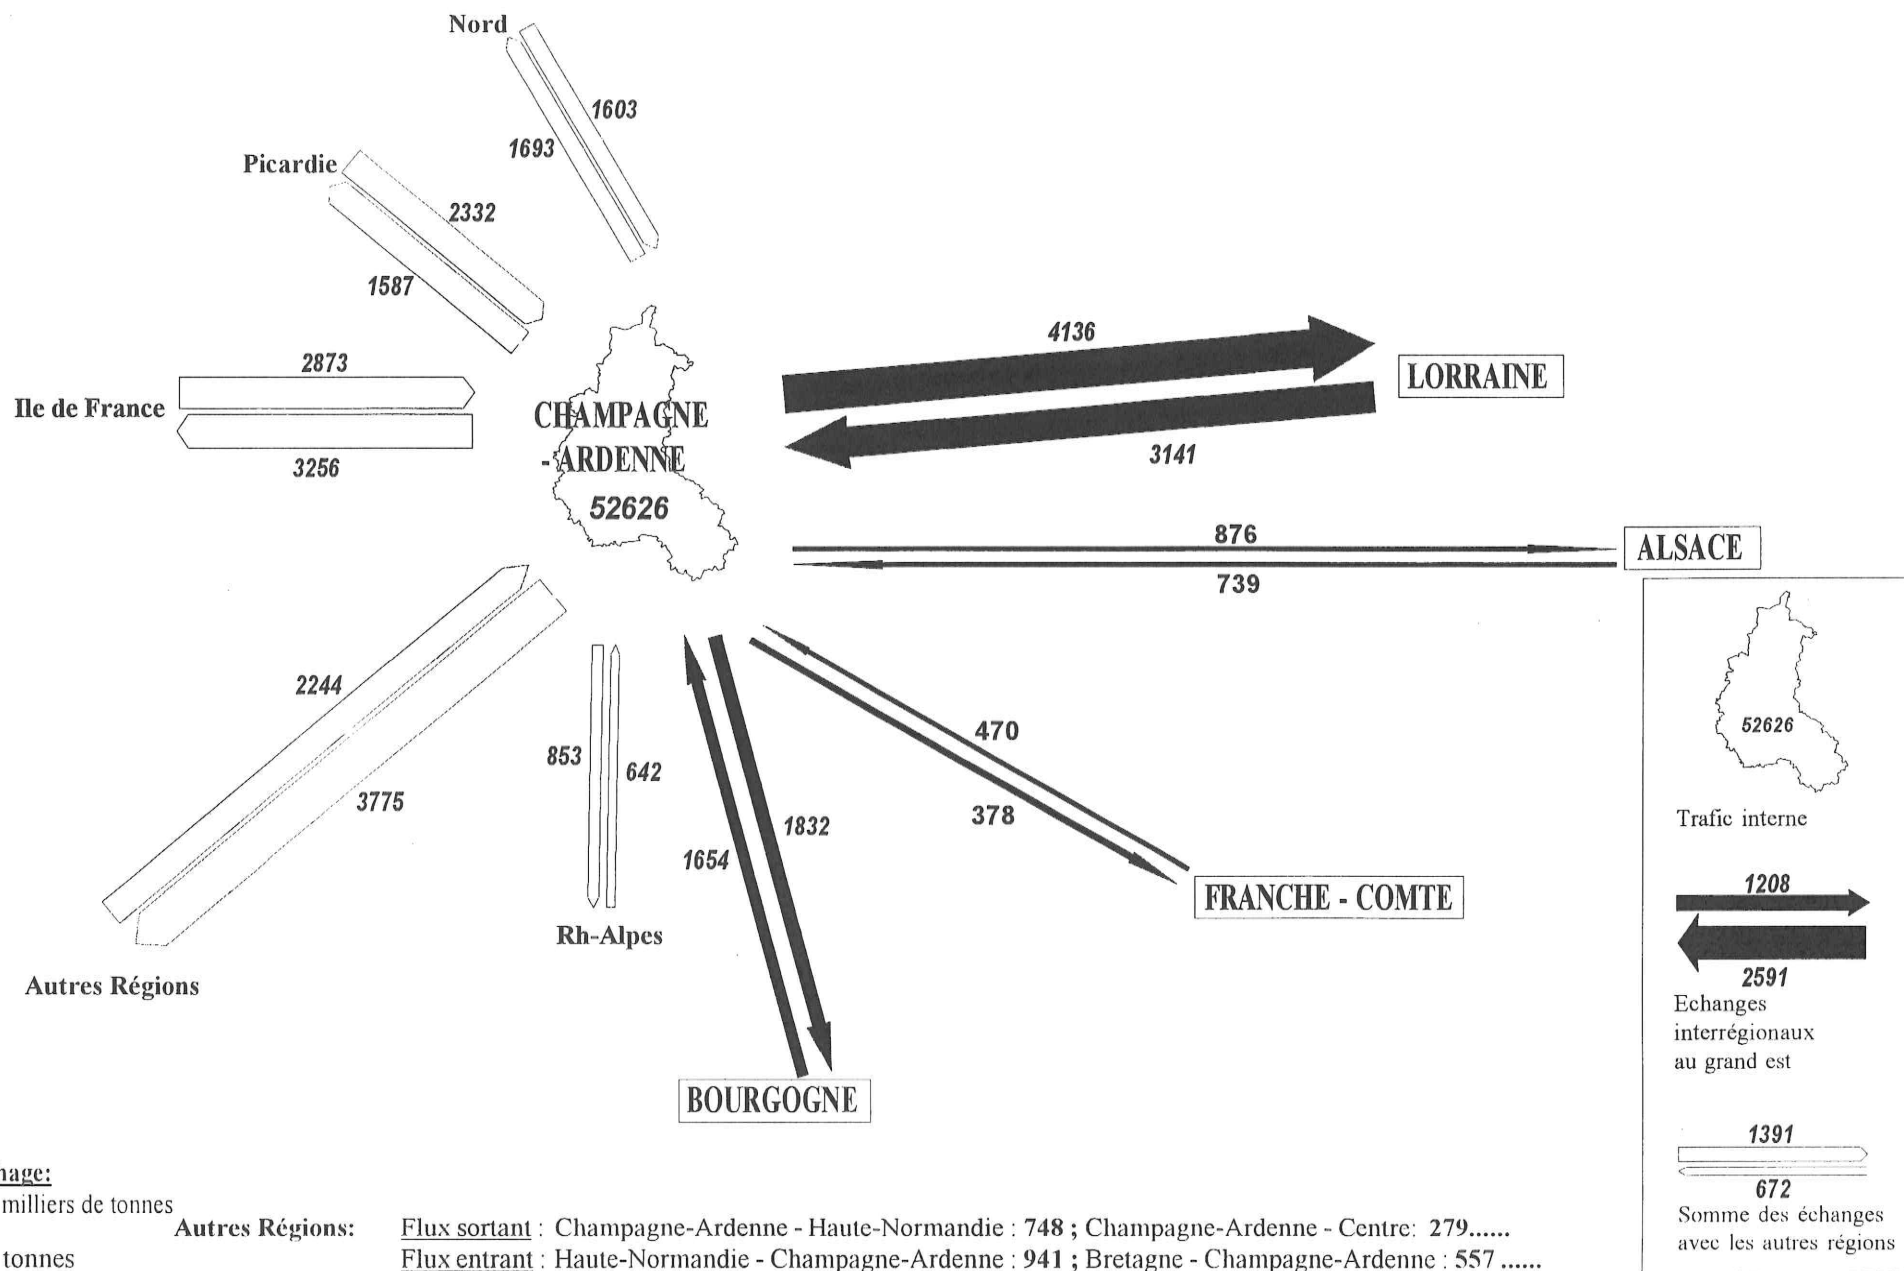 Nord
1603
1693
Picardie
2332
1587
2873
Ile de France
3256
CHAMPAGNE
- ARDENNE
52626
4136
LORRAINE
3141
876
ALSACE
739
2244
3775
Autres Régions
853
642
Rh-Alpes
1654
1832
BOURGOGNE
470
378
FRANCHE - COMTE
52626
Trafic interne
1208
2591
Echanges
interrégionaux
au grand est
1391
672
Somme des échanges
avec les autres régions
nage:
milliers de tonnes
tonnes
Autres Régions: Flux sortant : Champagne-Ardenne - Haute-Normandie : 748 ; Champagne-Ardenne - Centre: 279......
Flux entrant : Haute-Normandie - Champagne-Ardenne : 941 ; Bretagne - Champagne-Ardenne : 557 ......